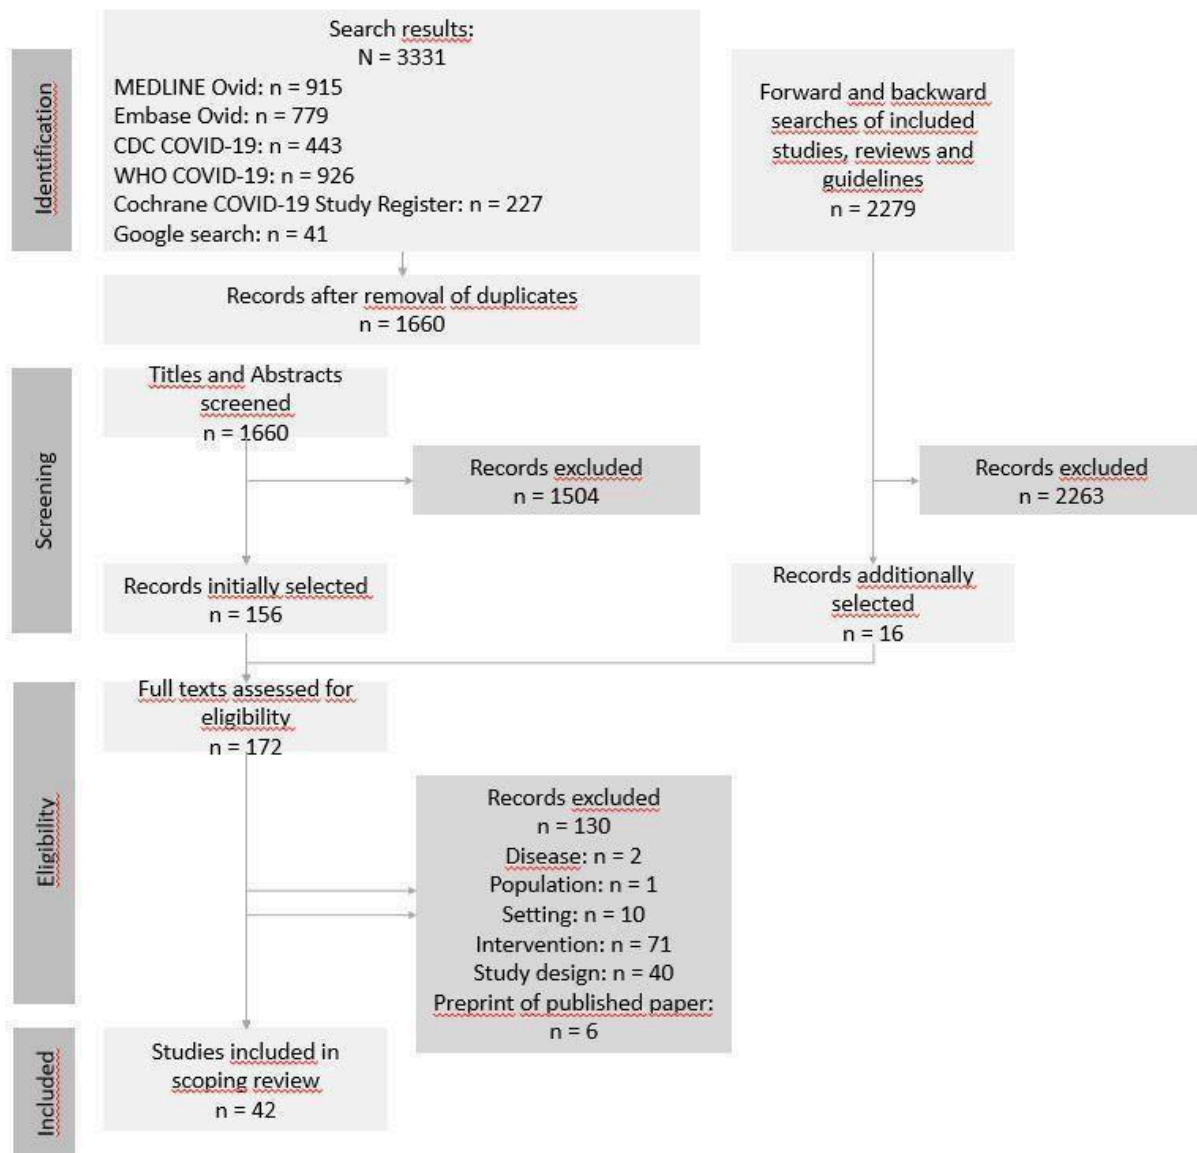 Identification
Search results:
N = 3331
MEDLINE Ovid: n = 915
Embase Ovid: n = 779
CDC COVID-19: n = 443
WHO COVID-19: n = 926
Cochrane COVID-19 Study Register: n = 227
Google search: n = 41
Forward and backward
searches of included
studies, reviews and
guidelines
n = 2279
Records after removal of duplicates
n = 1660
Screening
Titles and Abstracts
screened
n = 1660
Records excluded
n = 1504
Records excluded
n = 2263
Records initially selected
n = 156
Records additionally
selected
n = 16
Eligibility
Full texts assessed for
eligibility
n = 172
Records excluded
n = 130
Disease: n = 2
Population: n = 1
Setting: n = 10
Intervention: n = 71
Study design: n = 40
Preprint of published paper:
n = 6
Included
Studies included in
scoping review
n = 42